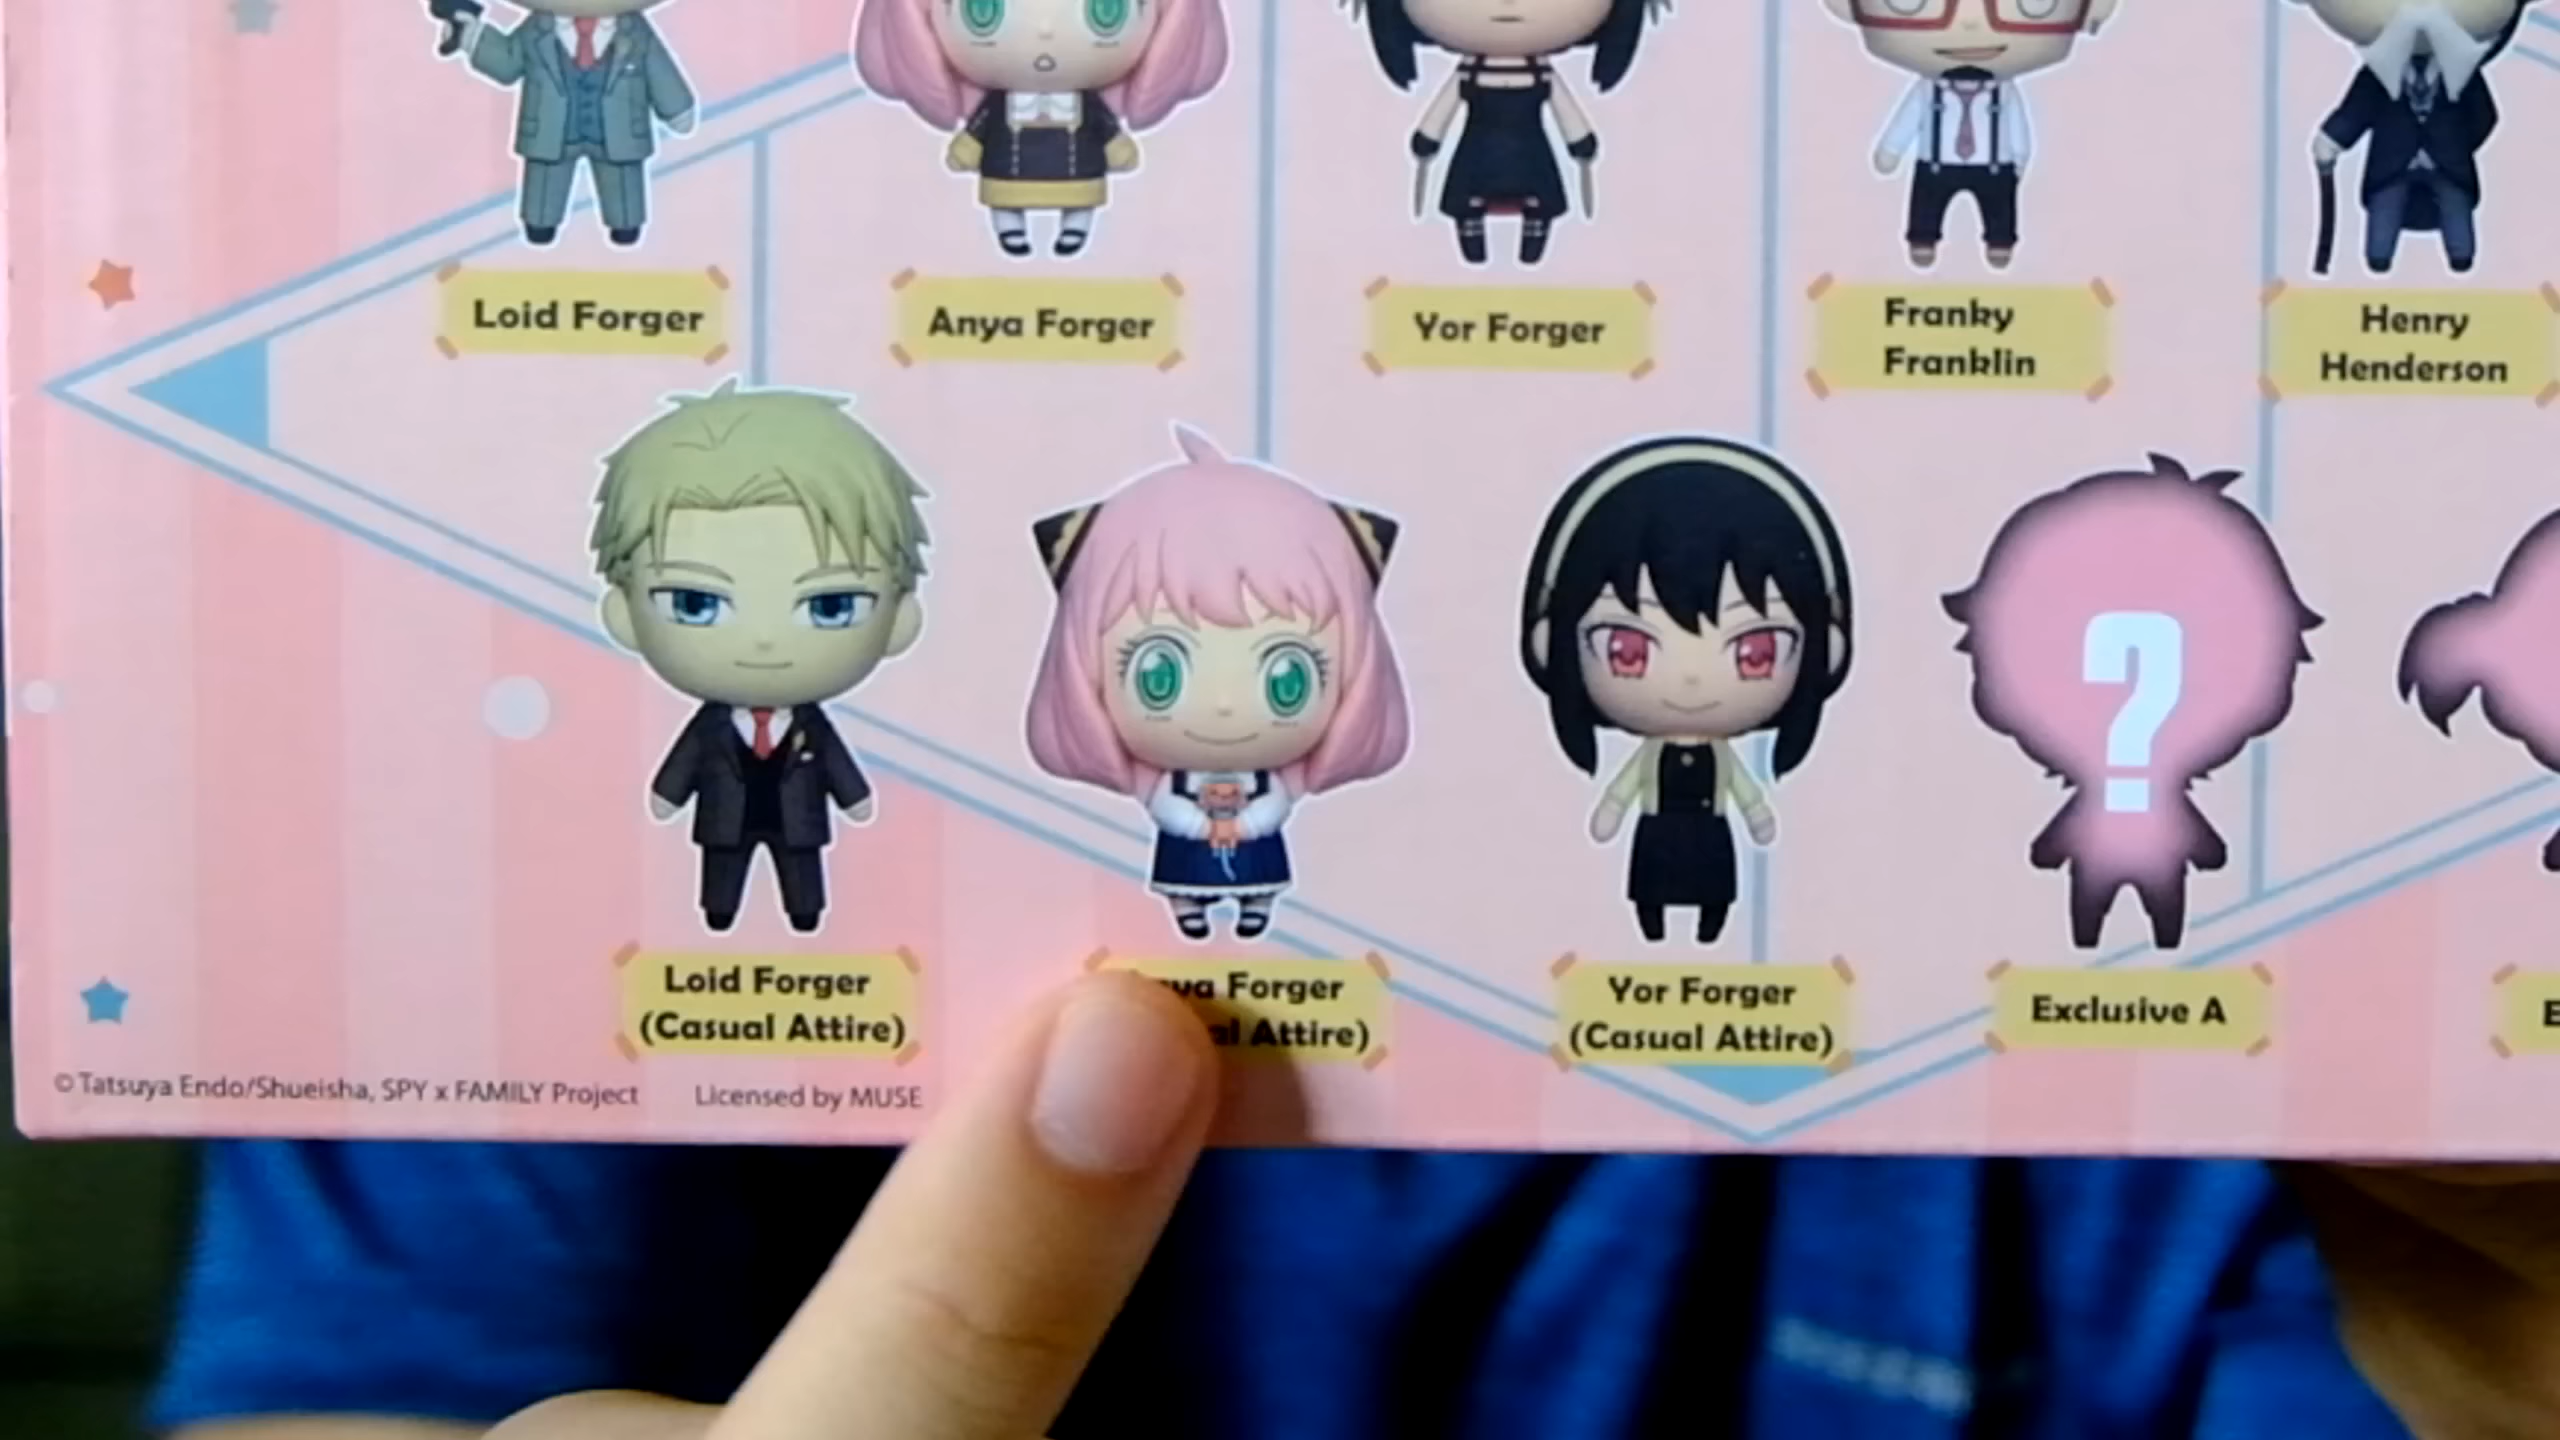 Loid Forger
Anya Forger
Yor Forger
Franky
Franklin
Henry
Henderson
Loid Forger
(Casual Attire)
Forger
Attire)
Yor Forger
(Casual Attire)
?
Exclusive A
© Tatsuya Endo/Shueisha, SPY x FAMILY Project
Licensed by MUSE